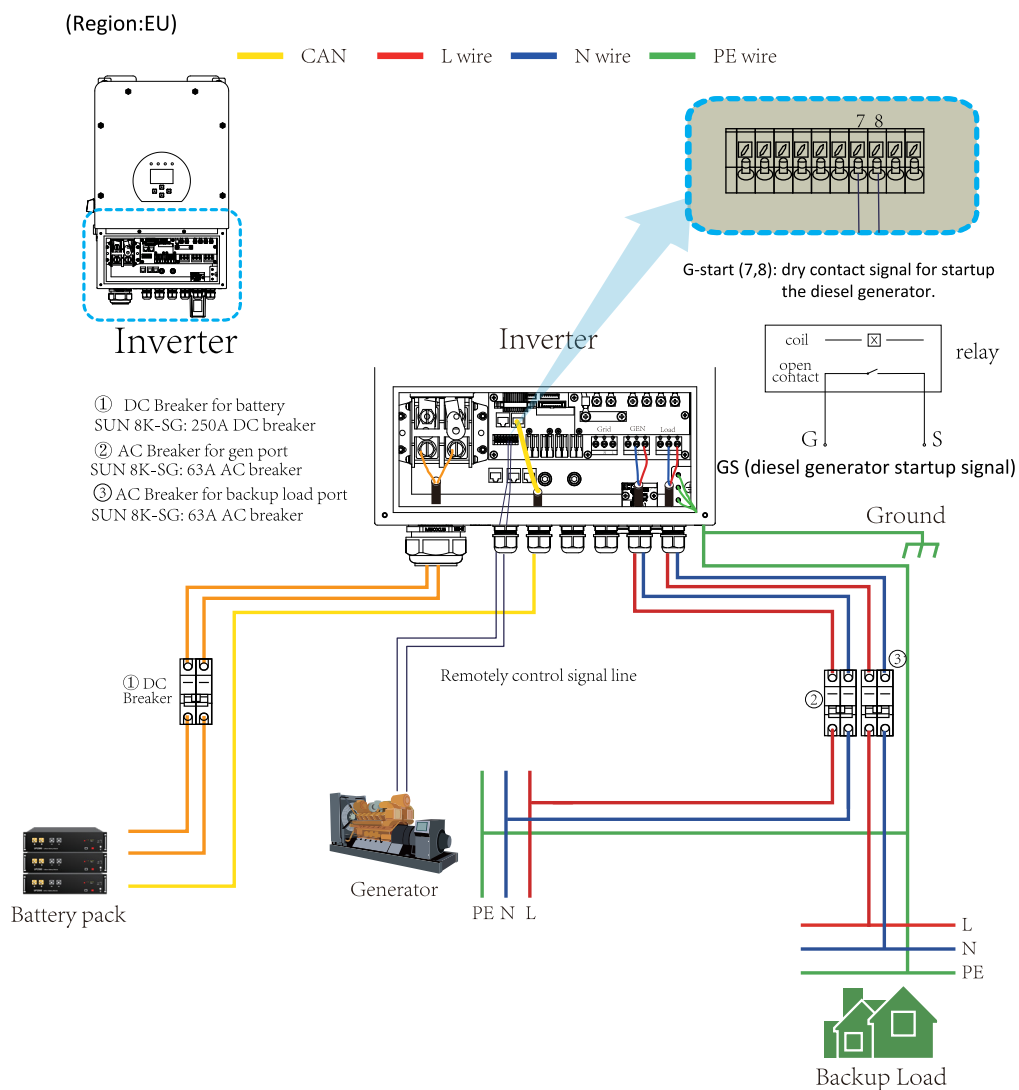 (Region:EU)
CAN
L wire
N wire
PE wire
7 8
G-start (7,8): dry contact signal for startup
the diesel generator.
Inverter
Inverter
coil
open
contact
relay
G
S
GS (diesel generator startup signal)
① DC Breaker for battery
SUN 8K-SG: 250A DC breaker
② AC Breaker for gen port
SUN 8K-SG: 63A AC breaker
③ AC Breaker for backup load port
SUN 8K-SG: 63A AC breaker
Grid
GEN
Load
Ground
① DC
Breaker
Remotely control signal line
②
③
Battery pack
Generator
PE N L
L
N
PE
Backup Load